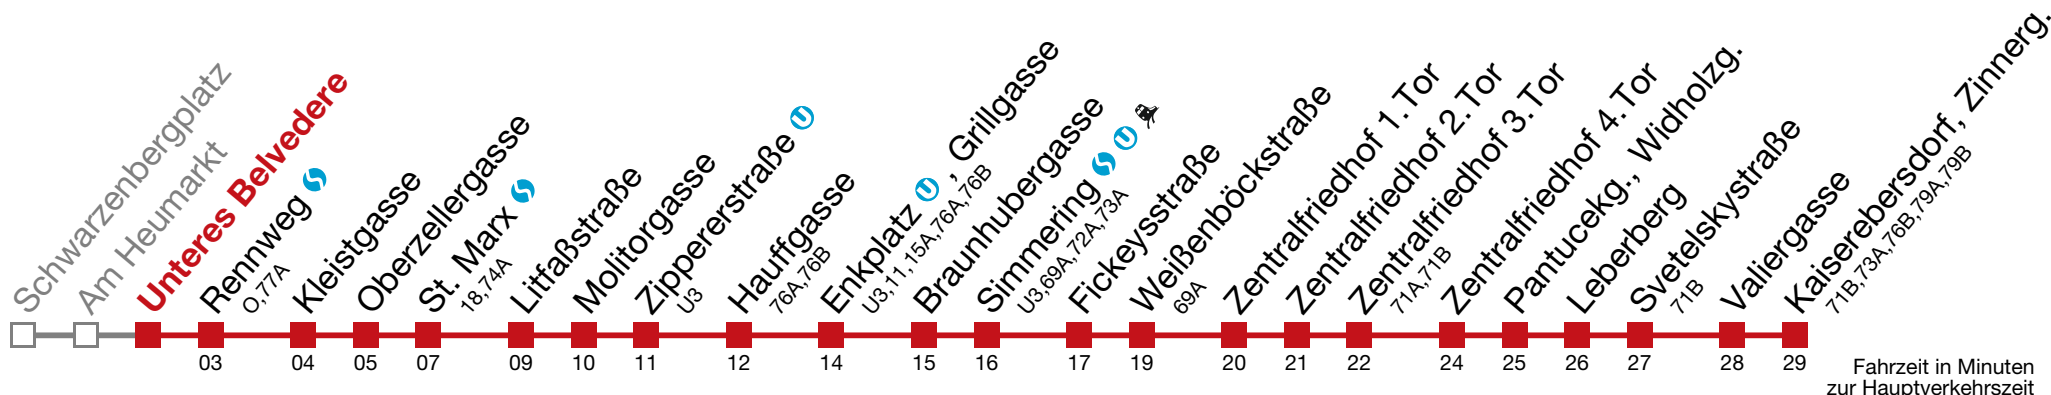 Schwarzenbergplatz
Am Heumarkt
Unteres Belvedere
Rennweg
O,77A
Kleistgasse
Oberzellergasse
St. Marx
18,74A
Litfaßstraße
Molitorgasse
Zippererstraße U
U3
Hauffgasse
76A,76B
Enkplatz U , Grillgasse
U3,11,15A,76A,76B
Braunhubergasse
Simmering U
U3,69A,72A,73A
Fickeysstraße
Weißenböckstraße
69A
Zentralfriedhof 1. Tor
Zentralfriedhof 2. Tor
Zentralfriedhof 3. Tor
71A,71B
Zentralfriedhof 4. Tor
Pantucekg., Widholzg.
Leberberg
Svetelskystraße
71B
Valiergasse
Kaiserebersdorf, Zinnerg.
71B,73A,76B,79A,79B
03 04 05 07 09 10 11 12 14 15 16 17 19 20 21 22 24 25 26 27 28 29
Fahrzeit in Minuten
zur Hauptverkehrszeit